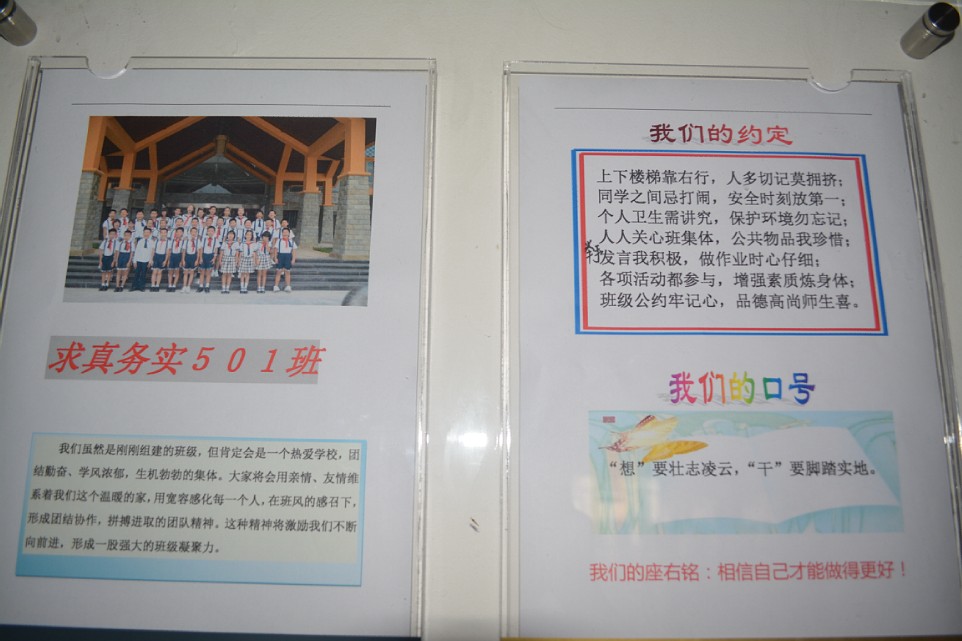 求真务实５０１班
我们虽然是刚刚组建的班级，但肯定会是一个热爱学校，团
结勤奋、学风浓郁，生机勃勃的集体。大家将会用亲情、友情维
系着我们这个温暖的家，用宽容感化每一个人，在班风的感召下，
形成团结协作，拼搏进取的团队精神。这种精神将激励我们不断
向前进，形成一股强大的班级凝聚力。
我们的约定
上下楼梯靠右行，人多切记莫拥挤；
同学之间忌打闹，安全时刻放第一；
个人卫生需讲究，保护环境勿忘记；
人人关心班集体，公共物品我珍惜；
发言我积极，做作业时心仔细；
各项活动都参与，增强素质炼身体；
班级公约牢记心，品德高尚师生喜。
我们的口号
“想”要壮志凌云，“干”要脚踏实地。
我们的座右铭：相信自己才能做得更好！